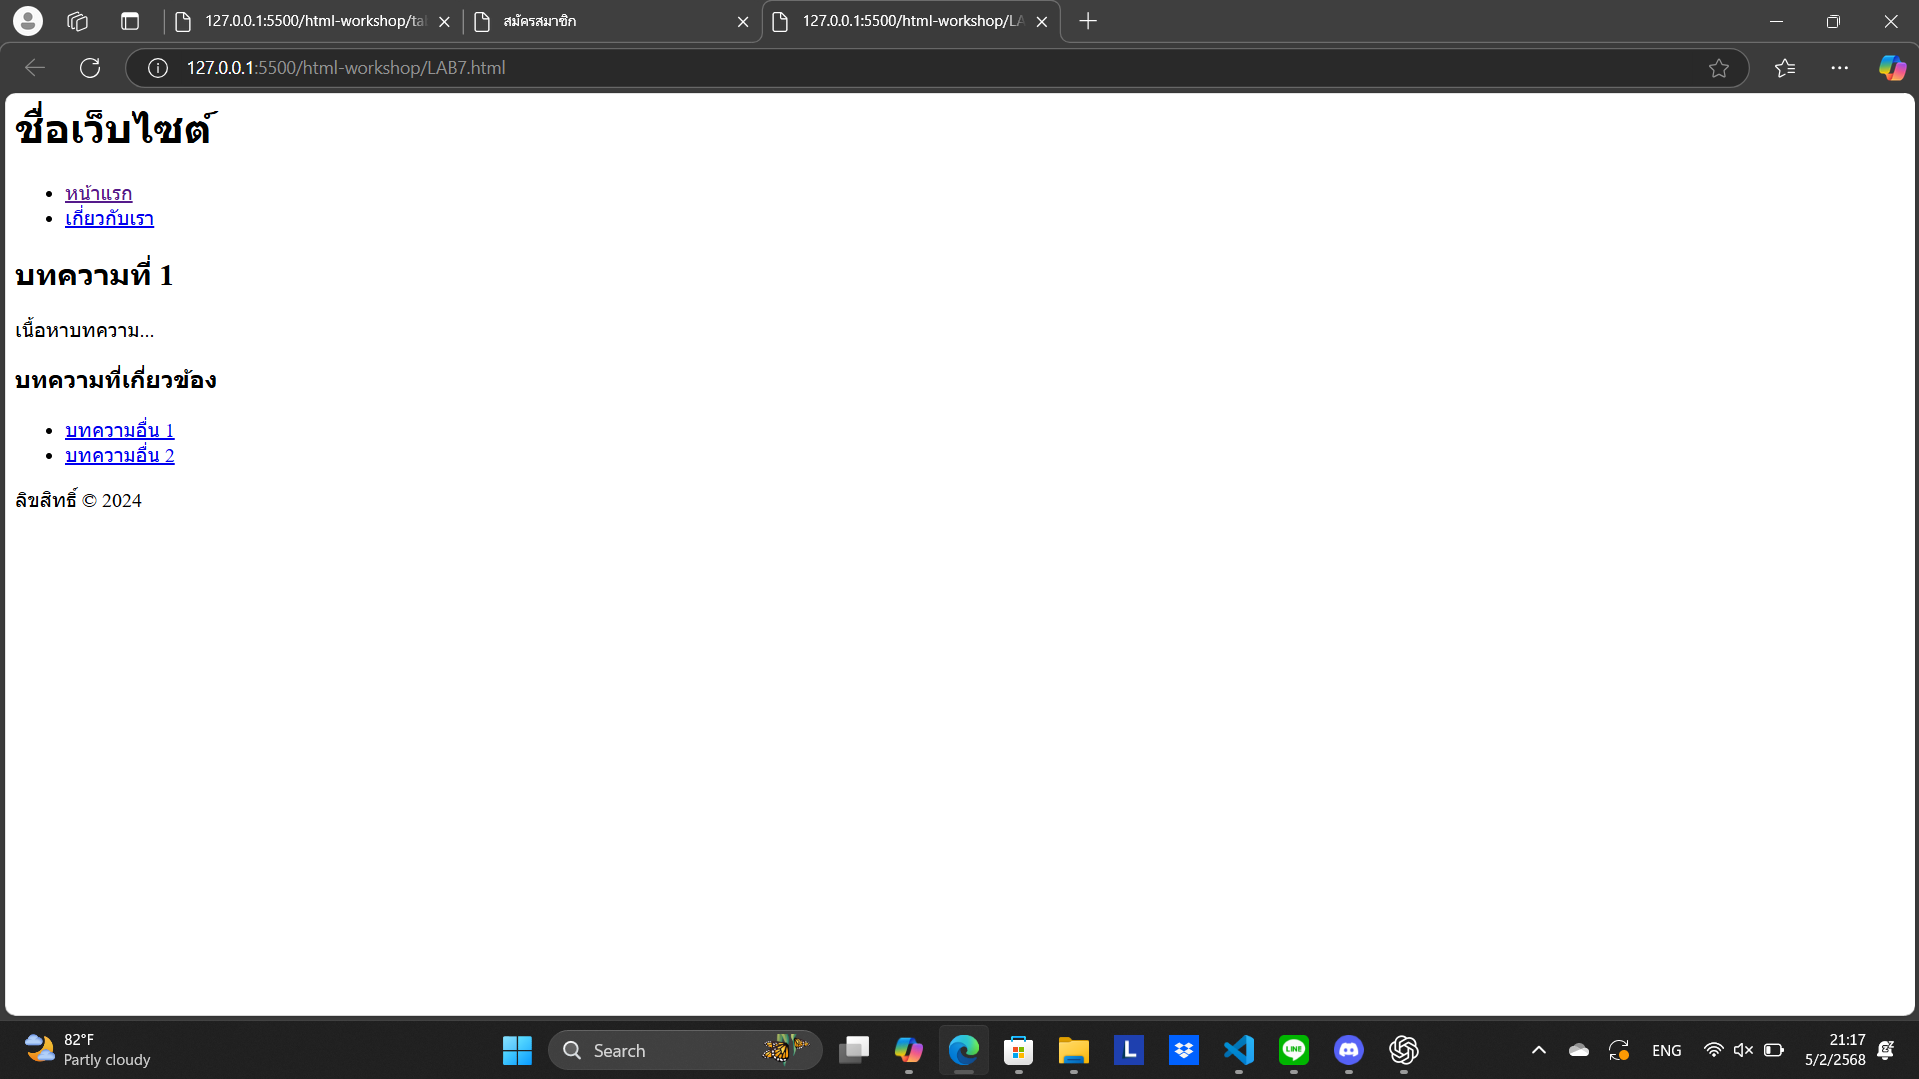 127.0.0.1:5500/html-workshop/tal
สมัครสมาชิก
127.0.0.1:5500/html-workshop/LA
127.0.0.1:5500/html-workshop/LAB7.html
ชื่อเว็บไซต์
หน้าแรก
เกี่ยวกับเรา
บทความที่ 1
เนื้อหาบทความ...
บทความที่เกี่ยวข้อง
บทความอื่น 1
บทความอื่น 2
ลิขสิทธิ์ © 2024
82°F
Partly cloudy
Search
L
LINE
ENG
21:17
5/2/2568